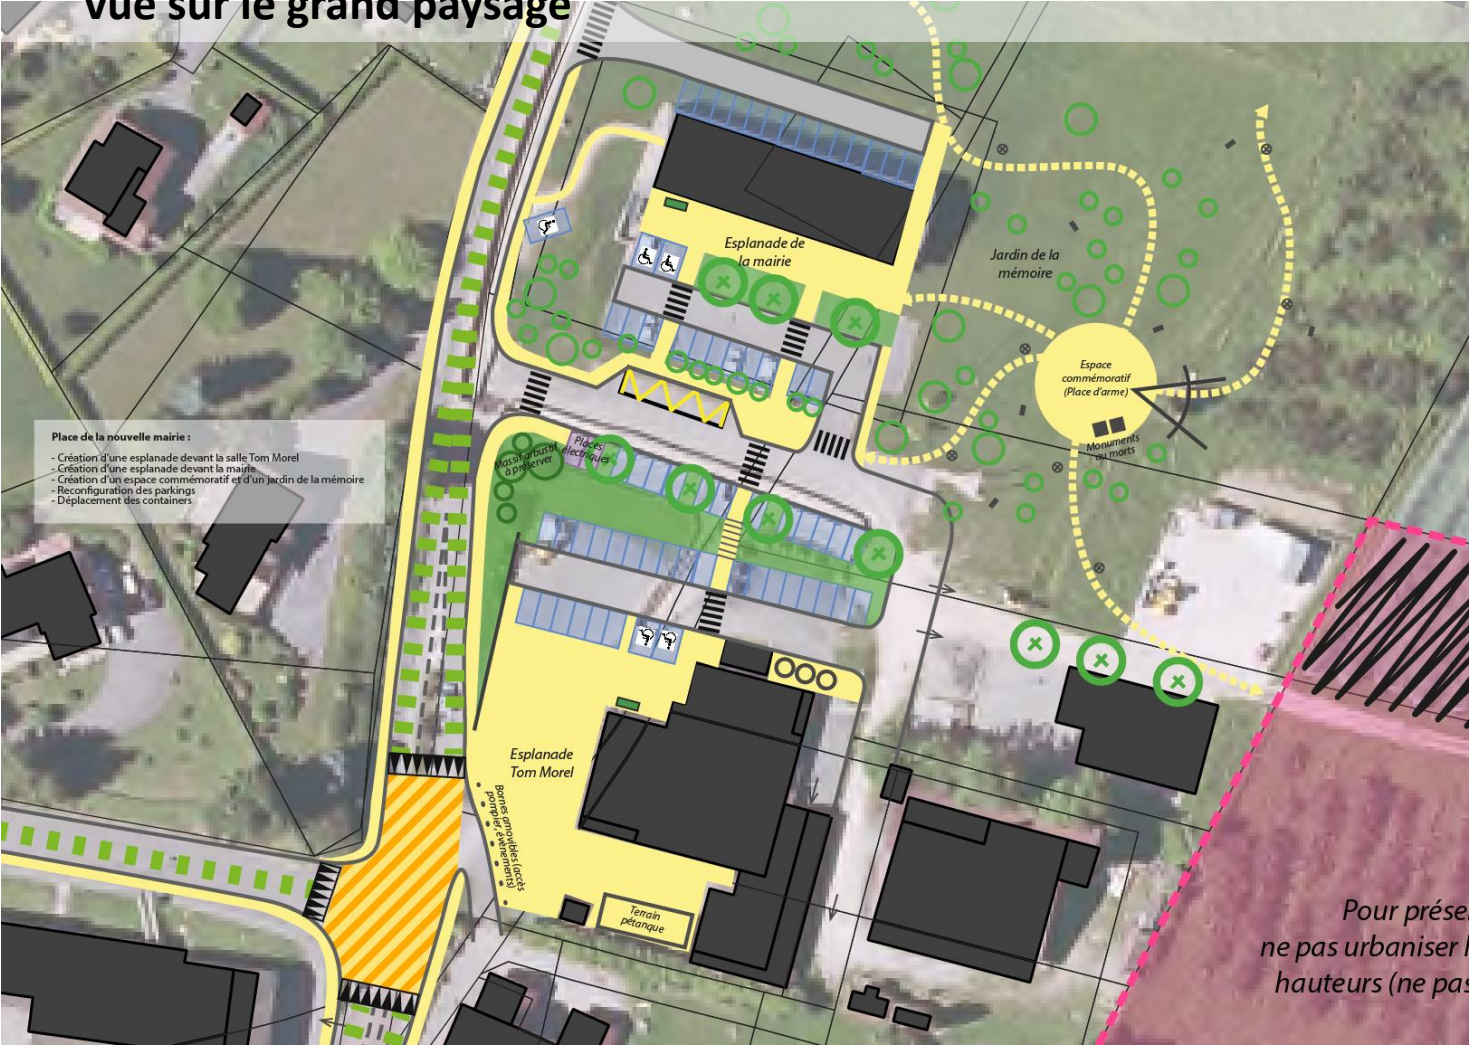 vue sur le grand paysage
Esplanade de
la mairie
Jardin de la
mémoire
Espace
commémoratif
(Place d'arme)
Monuments
au morts
Place de la nouvelle mairie :
- Création d'une esplanade devant la salle Tom Morel
- Création d'une esplanade devant la mairie
- Création d'un espace commémoratif et d'un jardin de la mémoire
- Reconfiguration des parkings
- Déplacement des containers
Massif arbustif
à préserver
Places
électriques
Esplanade
Tom Morel
Bornes amovibles (accès
pompier, évènements)
Terrain
pétanque
Pour prése
ne pas urbaniser l
hauteurs (ne pas